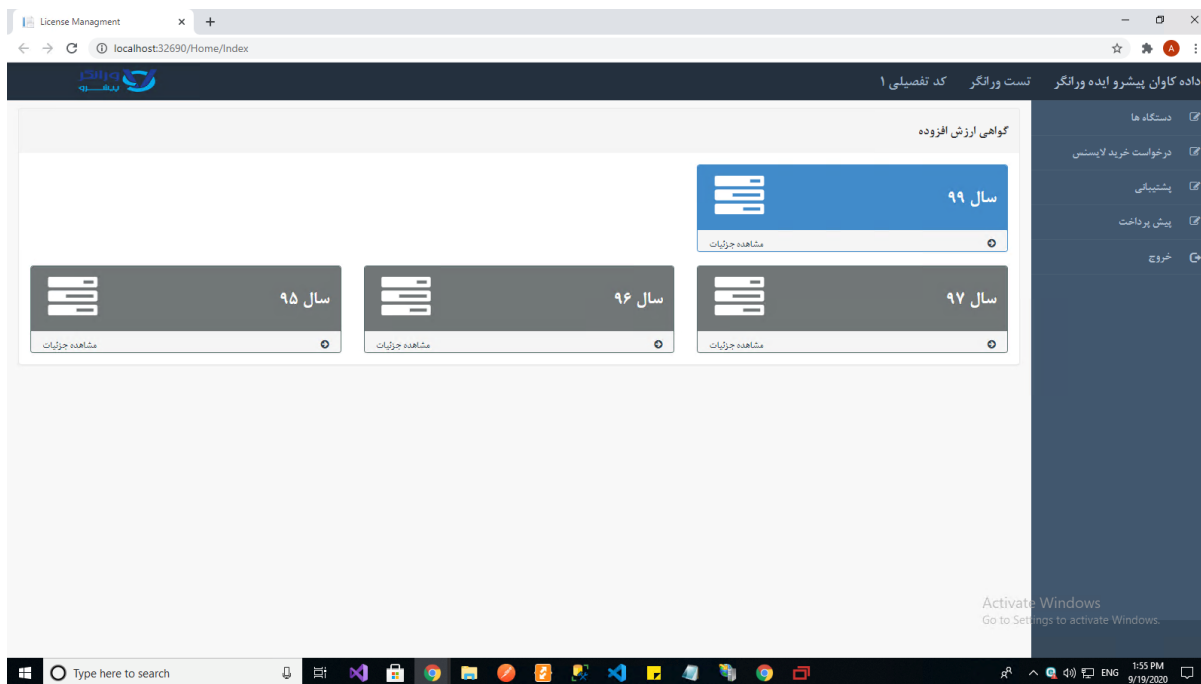 License Managment
localhost:32690/Home/Index
A
داده کاوان پیشرو ایده ورانگر
تست ورانگر
کد تفصیلی ۱
ورانگر
پیشرو
دستگاه ها
درخواست خرید لایسنس
پشتیبانی
پیش پرداخت
خروج
گواهی ارزش افزوده
سال ۹۹
مشاهده جزئیات
سال ۹۷
مشاهده جزئیات
سال ۹۶
مشاهده جزئیات
سال ۹۵
مشاهده جزئیات
Activate Windows
Go to Settings to activate Windows.
Type here to search
ENG
1:55 PM
9/19/2020